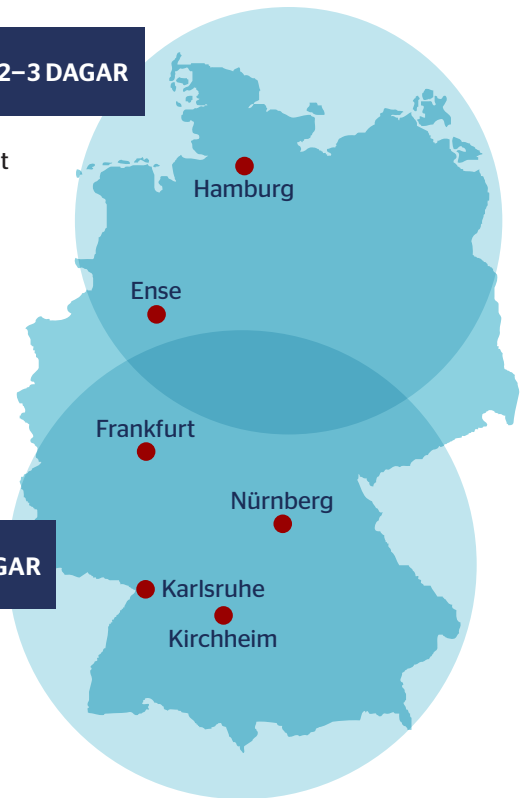 2–3 DAGAR
t
Hamburg
Ense
Frankfurt
Nürnberg
GAR
Karlsruhe
Kirchheim